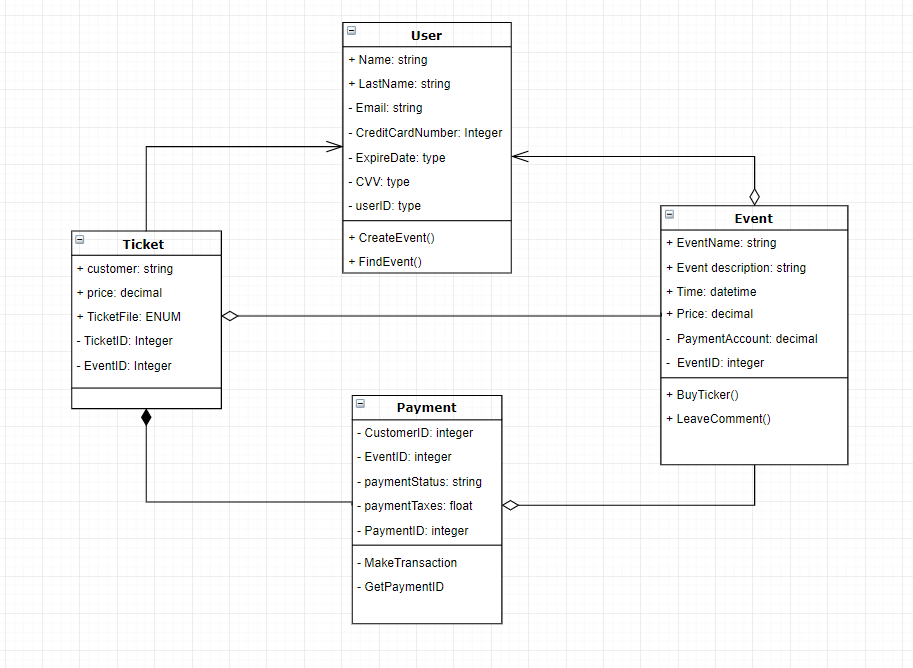 User
+ Name: string
+ LastName: string
- Email: string
- CreditCardNumber: Integer
- ExpireDate: type
- CVV: type
- userID: type
+ CreateEvent()
+ FindEvent()
Ticket
+ customer: string
+ price: decimal
+ TicketFile: ENUM
- TicketID: Integer
- EventID: Integer
Event
+ EventName: string
+ Event description: string
+ Time: datetime
+ Price: decimal
- PaymentAccount: decimal
- EventID: integer
+ BuyTicker()
+ LeaveComment()
Payment
- CustomerID: integer
- EventID: integer
- paymentStatus: string
- paymentTaxes: float
- PaymentID: integer
- MakeTransaction
- GetPaymentID